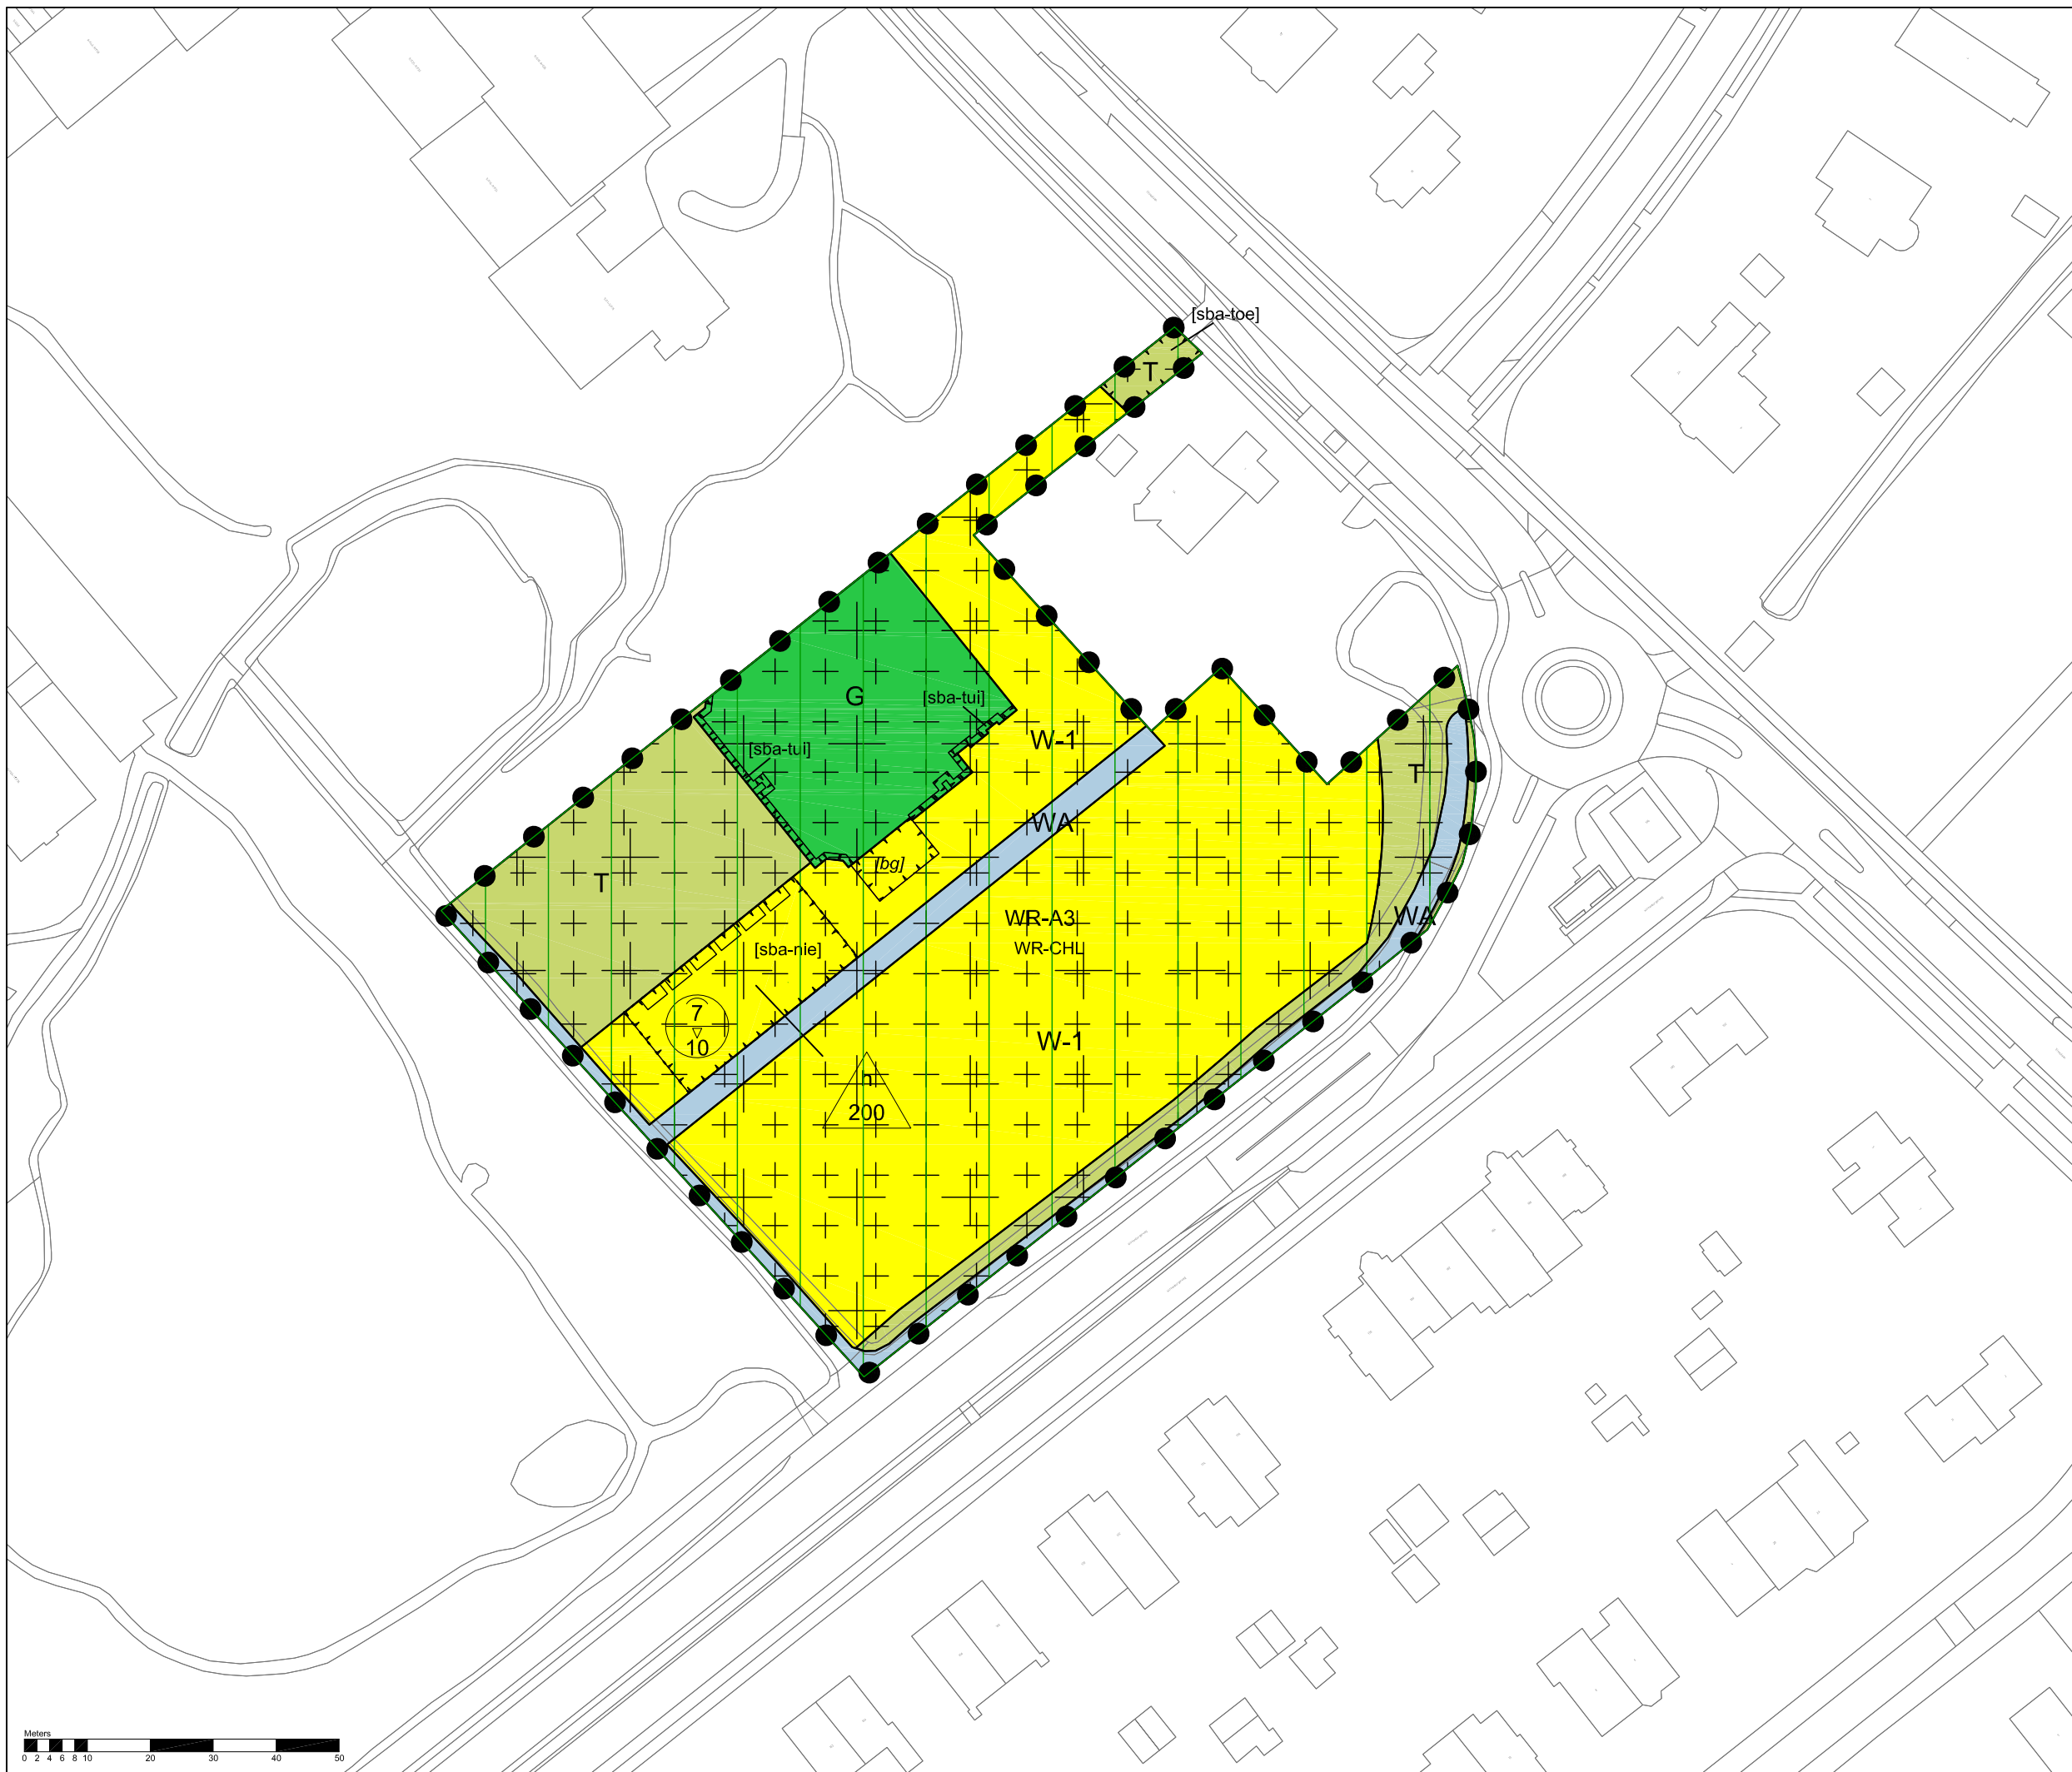 [sba-toe]
T
G
[sba-tui]
[sba-tui]
W-1
T
WA
[bg]
T
WR-A3
WA
[sba-nie]
WR-CHL
7
10
W-1
h
200
Meters
0 2 4 6 8 10 20 30 40 50